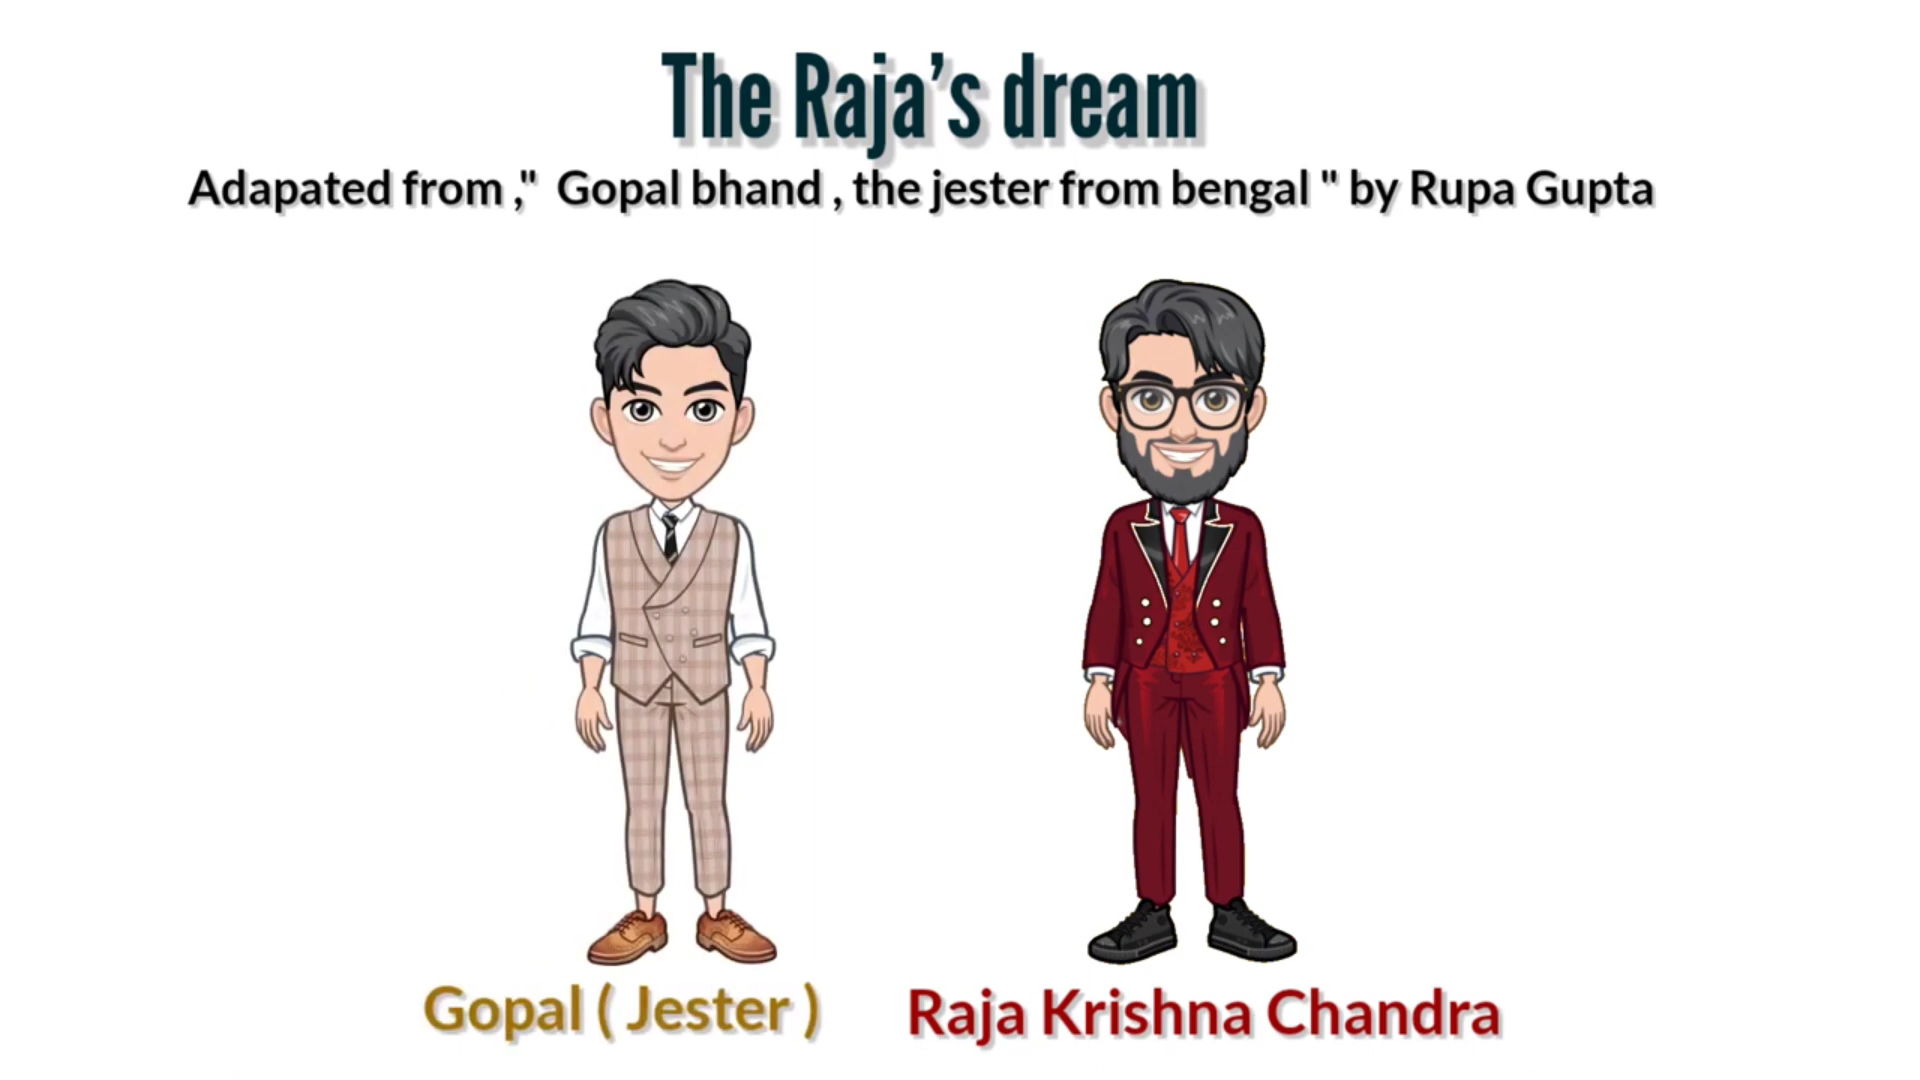 The Raja's dream
Adapated from ," Gopal bhand , the jester from bengal " by Rupa Gupta
Gopal ( Jester )
Raja Krishna Chandra